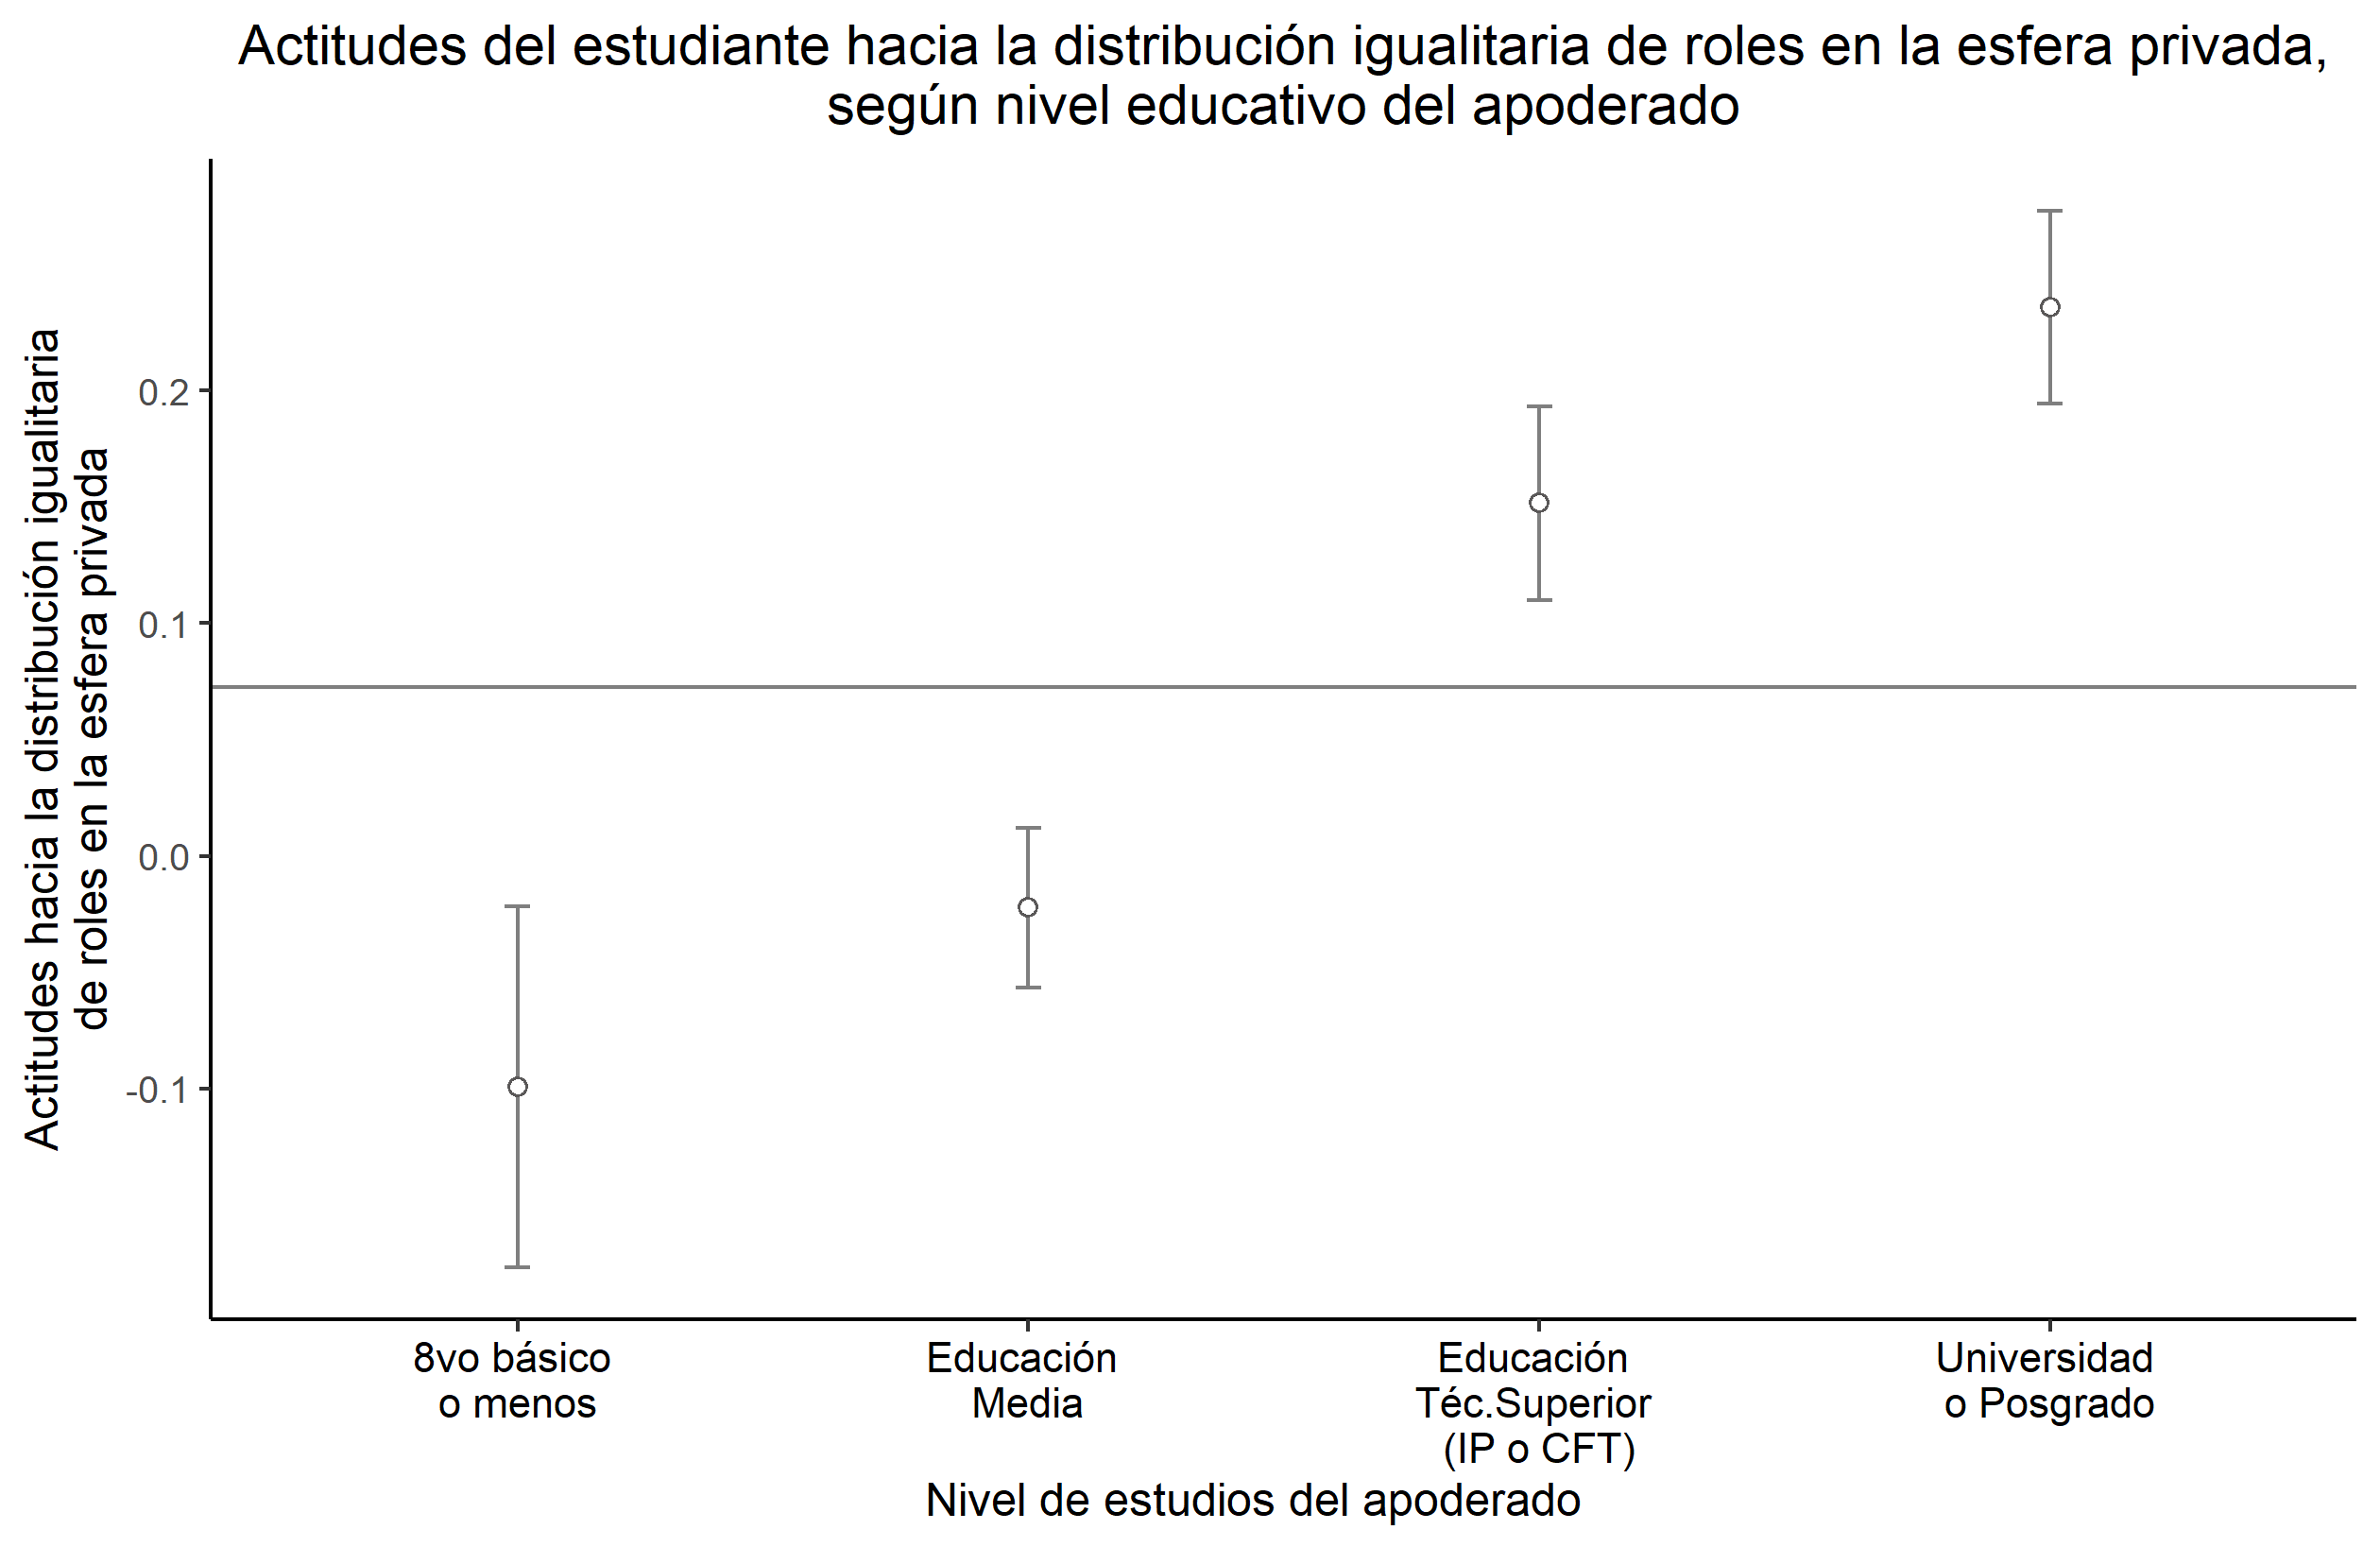 Actitudes del estudiante hacia la distribución igualitaria de roles en la esfera privada,
según nivel educativo del apoderado
Actitudes hacia la distribución igualitaria
de roles en la esfera privada
0.2
0.1
0.0
-0.1
8vo básico
o menos
Educación
Media
Educación
Téc.Superior
(IP o CFT)
Universidad
o Posgrado
Nivel de estudios del apoderado